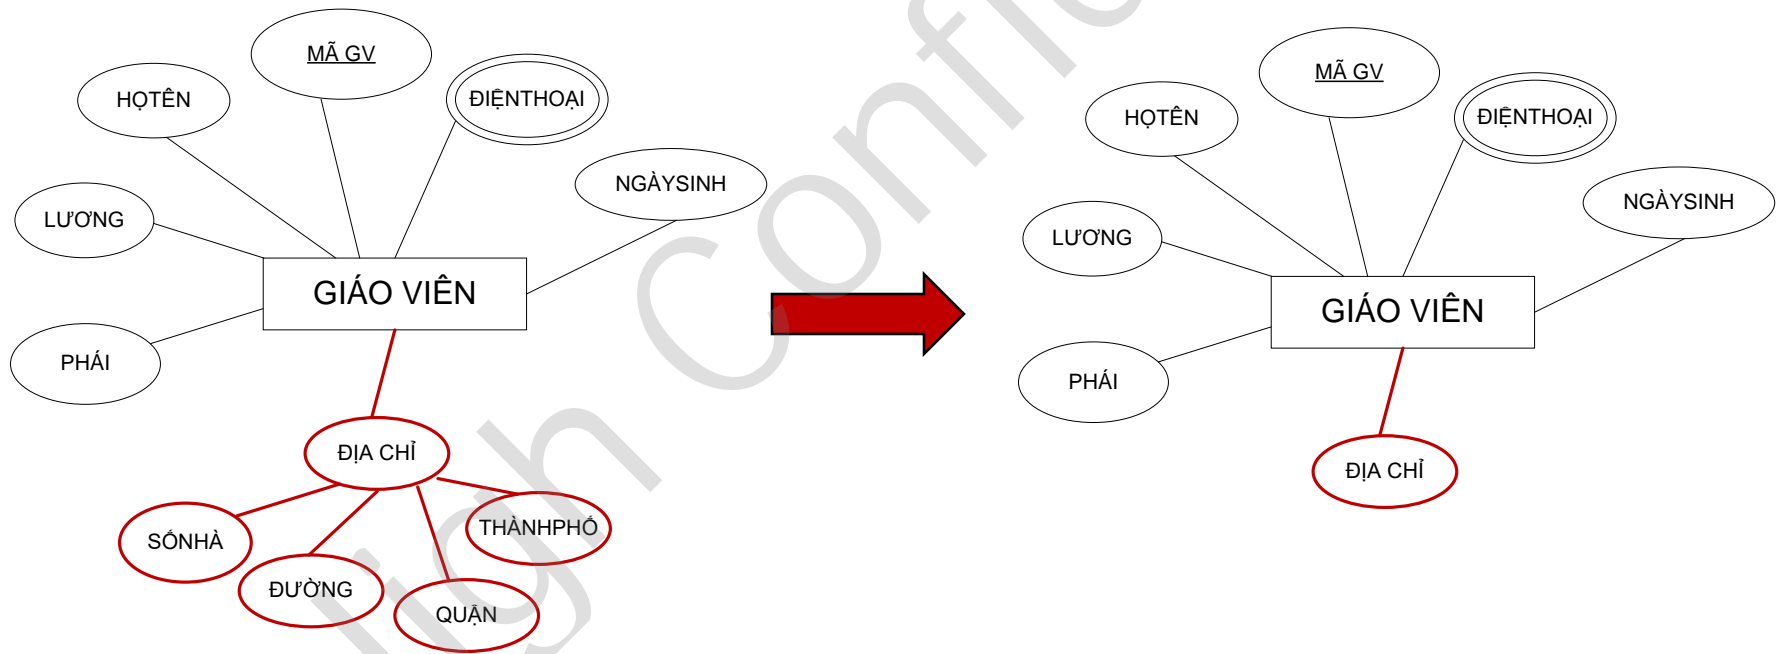 MÃ GV
HỌTÊN
ĐIỆNTHOẠI
NGÀYSINH
LƯƠNG
GIÁO VIÊN
PHÁI
ĐỊA CHỈ
SỐNHÀ
ĐƯỜNG
QUẬN
THÀNHPHỐ
MÃ GV
HỌTÊN
ĐIỆNTHOẠI
NGÀYSINH
LƯƠNG
GIÁO VIÊN
PHÁI
ĐỊA CHỈ